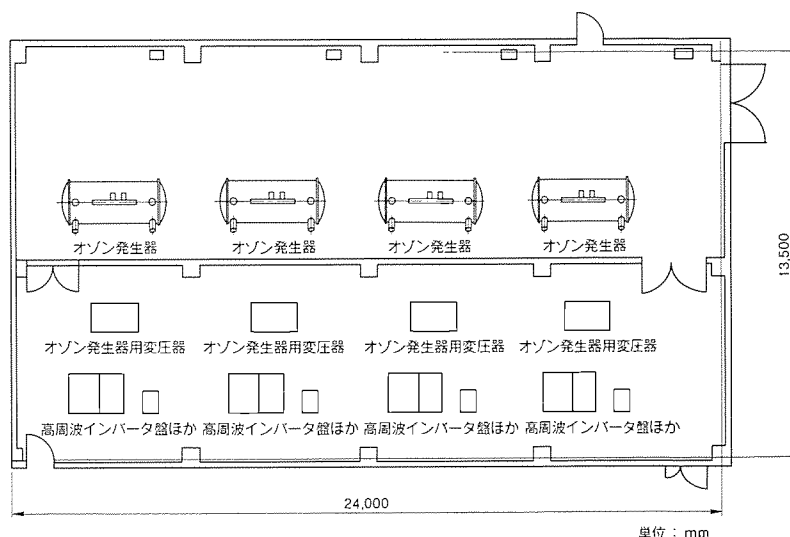 オゾン発生器 オゾン発生器 オゾン発生器 オゾン発生器
13,500
オゾン発生器用変圧器 オゾン発生器用変圧器 オゾン発生器用変圧器 オゾン発生器用変圧器
高周波インバータ盤ほか 高周波インバータ盤ほか 高周波インバータ盤ほか 高周波インバータ盤ほか
24,000
単位：mm